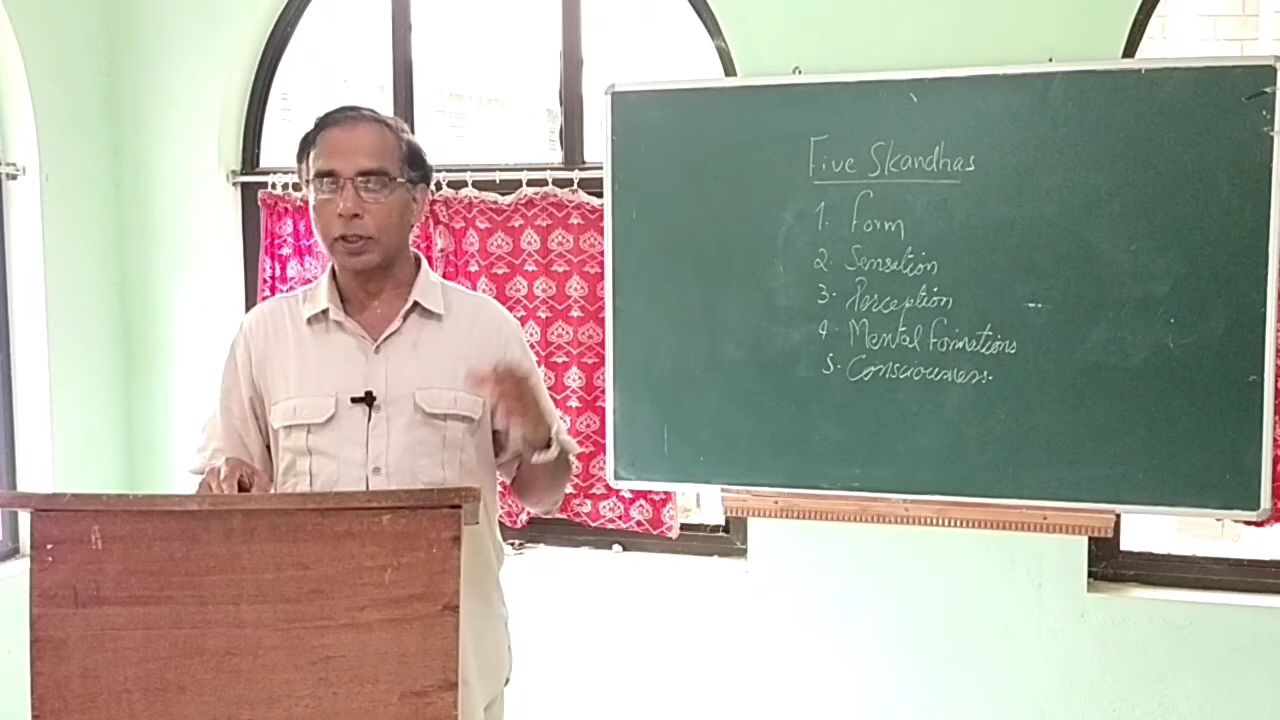 Five Skandhas
1. Form
2. Sensation
3. Perception
4. Mental Formations
5. Consciousness.